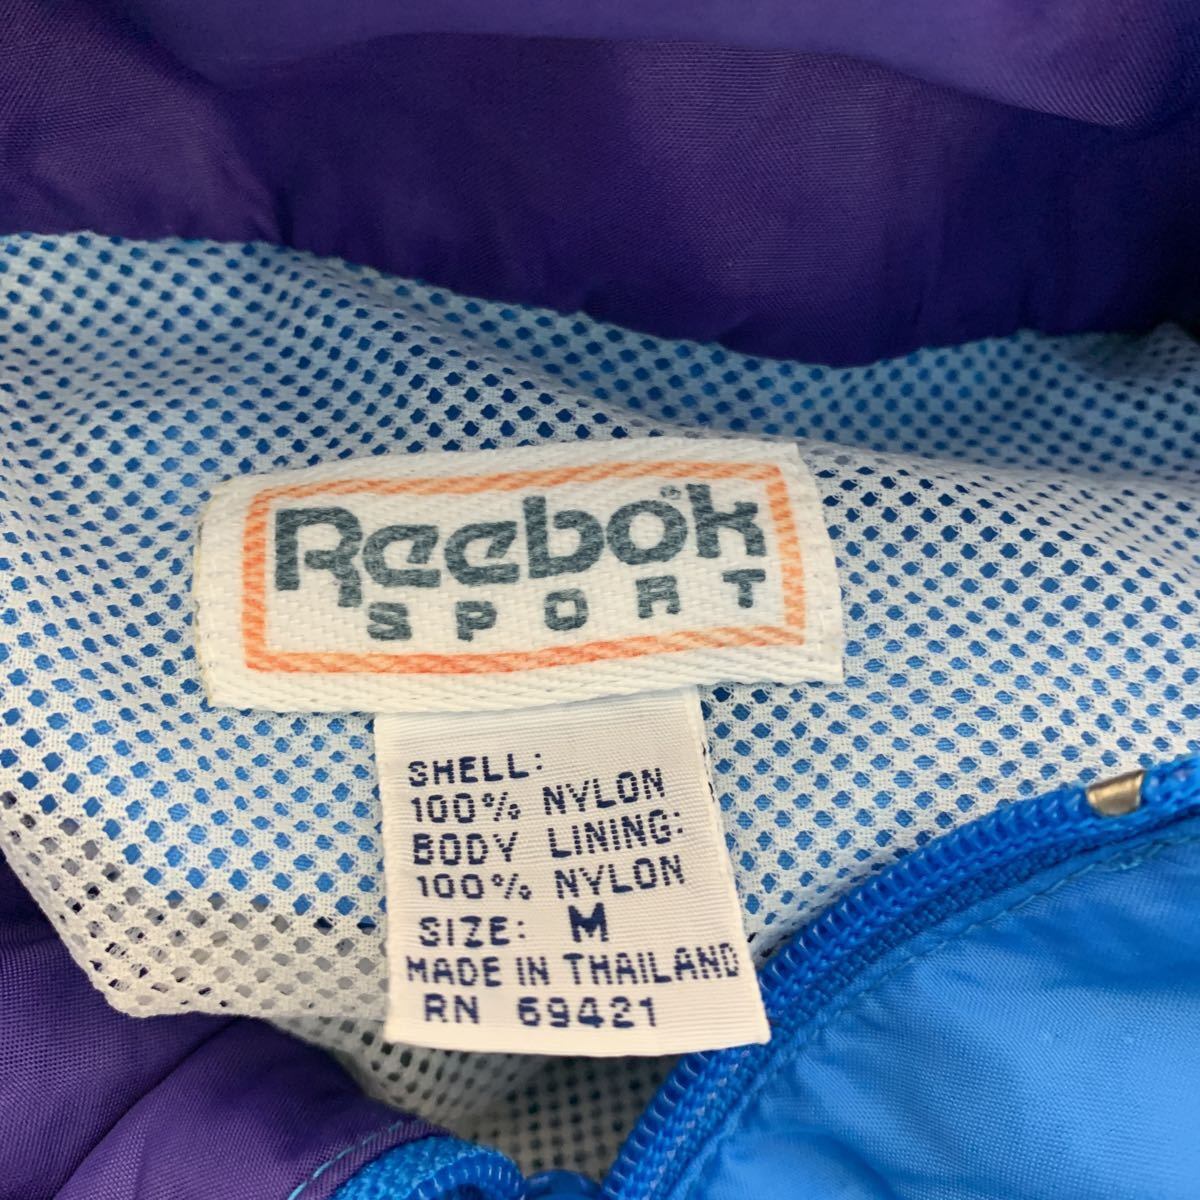 Reebok®
SPORT
SHELL:
100% NYLON
BODY LINING:
100% NYLON
SIZE: M
MADE IN THAILAND
RN 69421